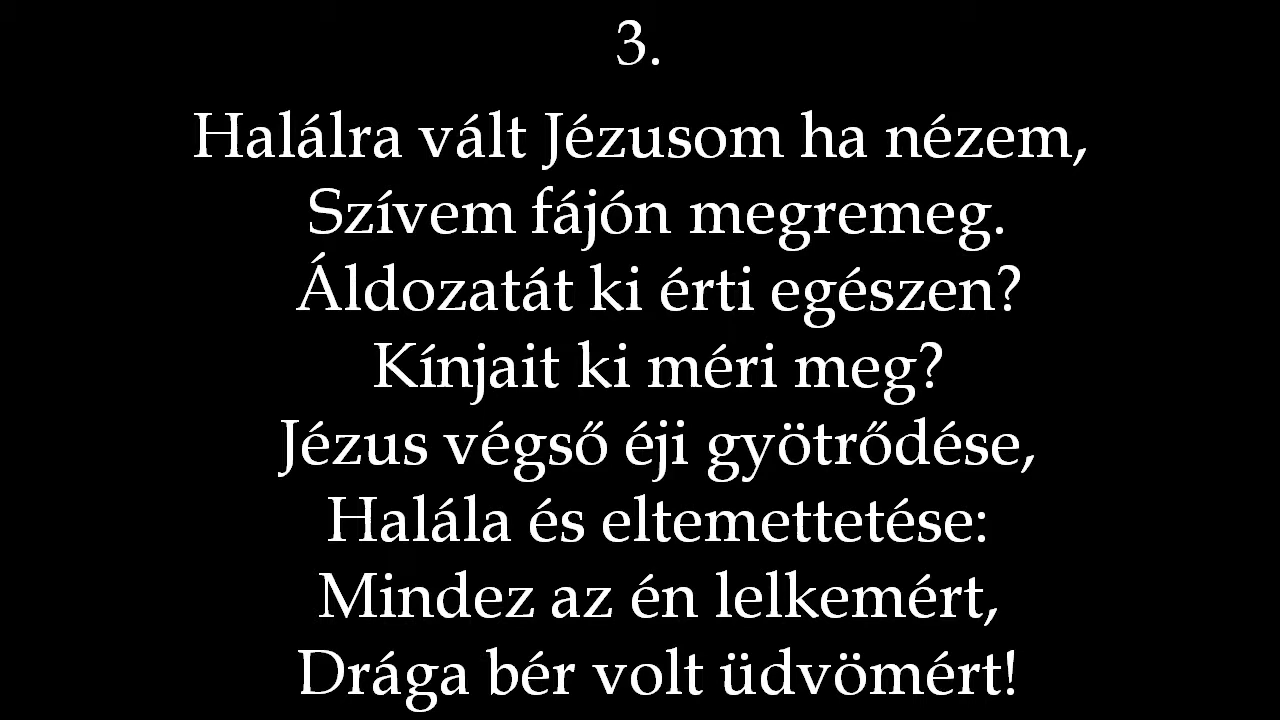 3.
Halálra vált Jézusom ha nézem,
Szívem fájón megremeg.
Áldozatát ki érti egészen?
Kínjait ki méri meg?
Jézus végső éji gyötrődése,
Halála és eltemettetése:
Mindez az én lelkemért,
Drága bér volt üdvömért!